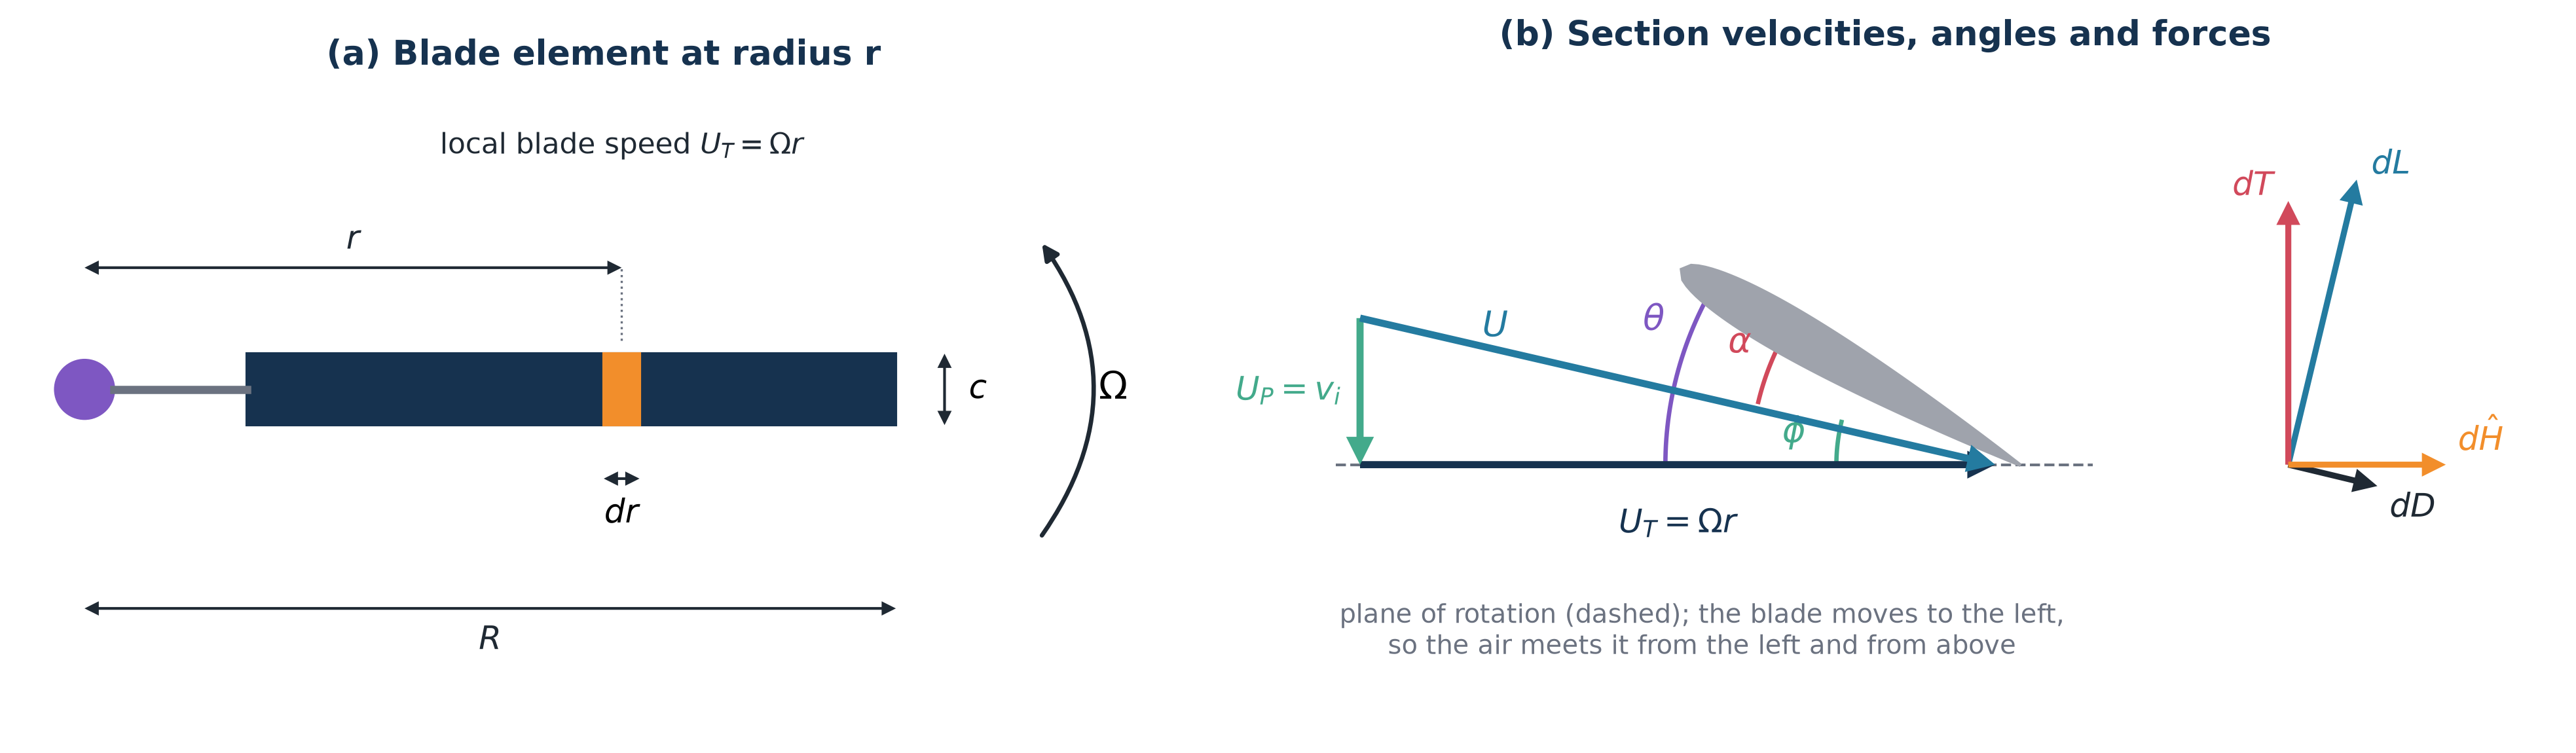 (a) Blade element at radius r
local blade speed U_T = Ωr
r
c
Ω
dr
R
(b) Section velocities, angles and forces
dL
dT
θ
U
α
U_P = v_i
φ
dĤ
dD
U_T = Ωr
plane of rotation (dashed); the blade moves to the left,
so the air meets it from the left and from above